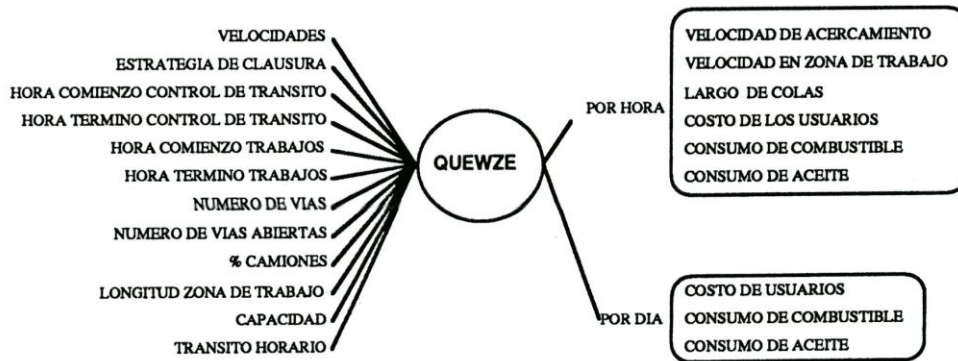 VELOCIDADES
ESTRATEGIA DE CLAUSURA
HORA COMIENZO CONTROL DE TRANSITO
HORA TERMINO CONTROL DE TRANSITO
HORA COMIENZO TRABAJOS
HORA TERMINO TRABAJOS
NUMERO DE VIAS
NUMERO DE VIAS ABIERTAS
% CAMIONES
LONGITUD ZONA DE TRABAJO
CAPACIDAD
TRANSITO HORARIO
QUEWZE
POR HORA
VELOCIDAD DE ACERCAMIENTO
VELOCIDAD EN ZONA DE TRABAJO
LARGO DE COLAS
COSTO DE LOS USUARIOS
CONSUMO DE COMBUSTIBLE
CONSUMO DE ACEITE
POR DIA
COSTO DE USUARIOS
CONSUMO DE COMBUSTIBLE
CONSUMO DE ACEITE